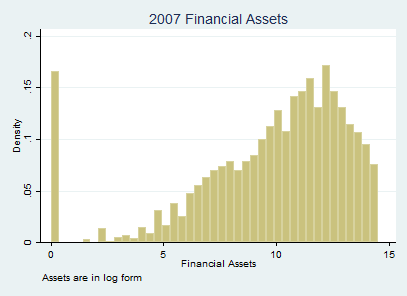 2007 Financial Assets
.2
.15
.1
.05
0
Density
0 5 10 15
Financial Assets
Assets are in log form